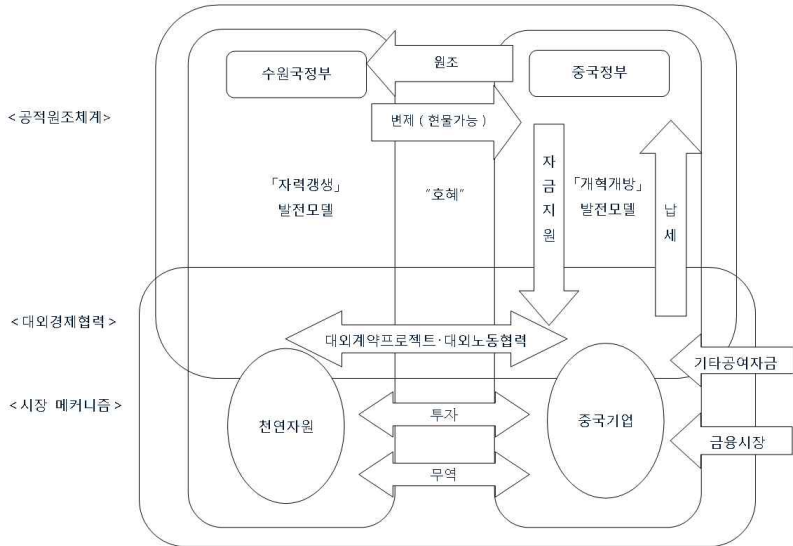 수원국정부
원조
중국정부
<공적원조체계>
변제 ( 현물가능 )
「자력갱생」
발전모델
"호혜"
자금지원
「개혁개방」
발전모델
납세
<대외경제협력>
대외계약프로젝트·대외노동협력
기타공여자금
<시장 메커니즘>
천연자원
투자
중국기업
금융시장
무역